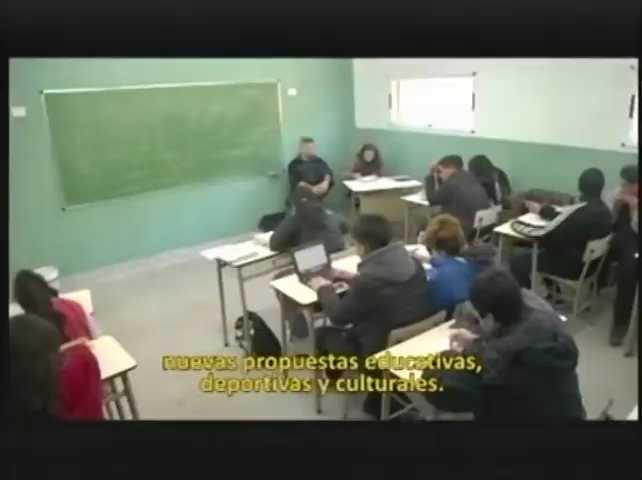 nuevas propuestas educativas,
deportivas y culturales.